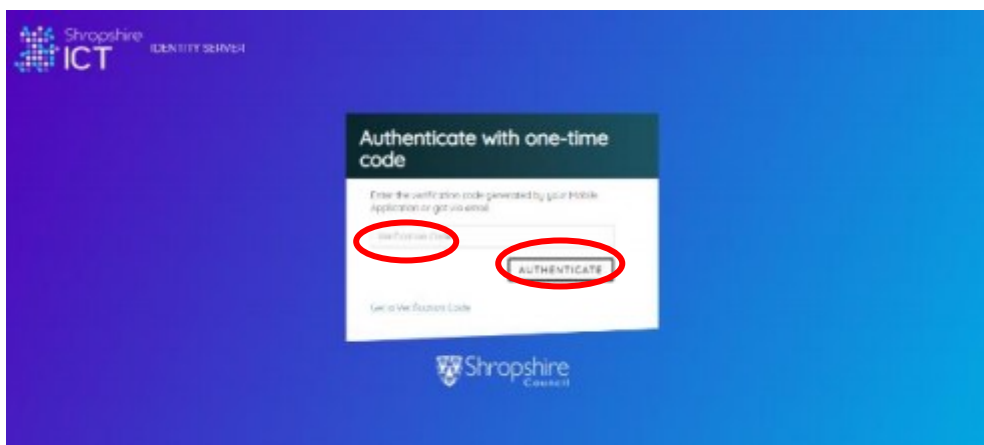 Shropshire
ICT
IDENTITY SERVER
Authenticate with one-time
code
Enter the verification code generated by your Mobile
Application or got via email
Verification Code
AUTHENTICATE
Get a Verification Code
Shropshire
Council